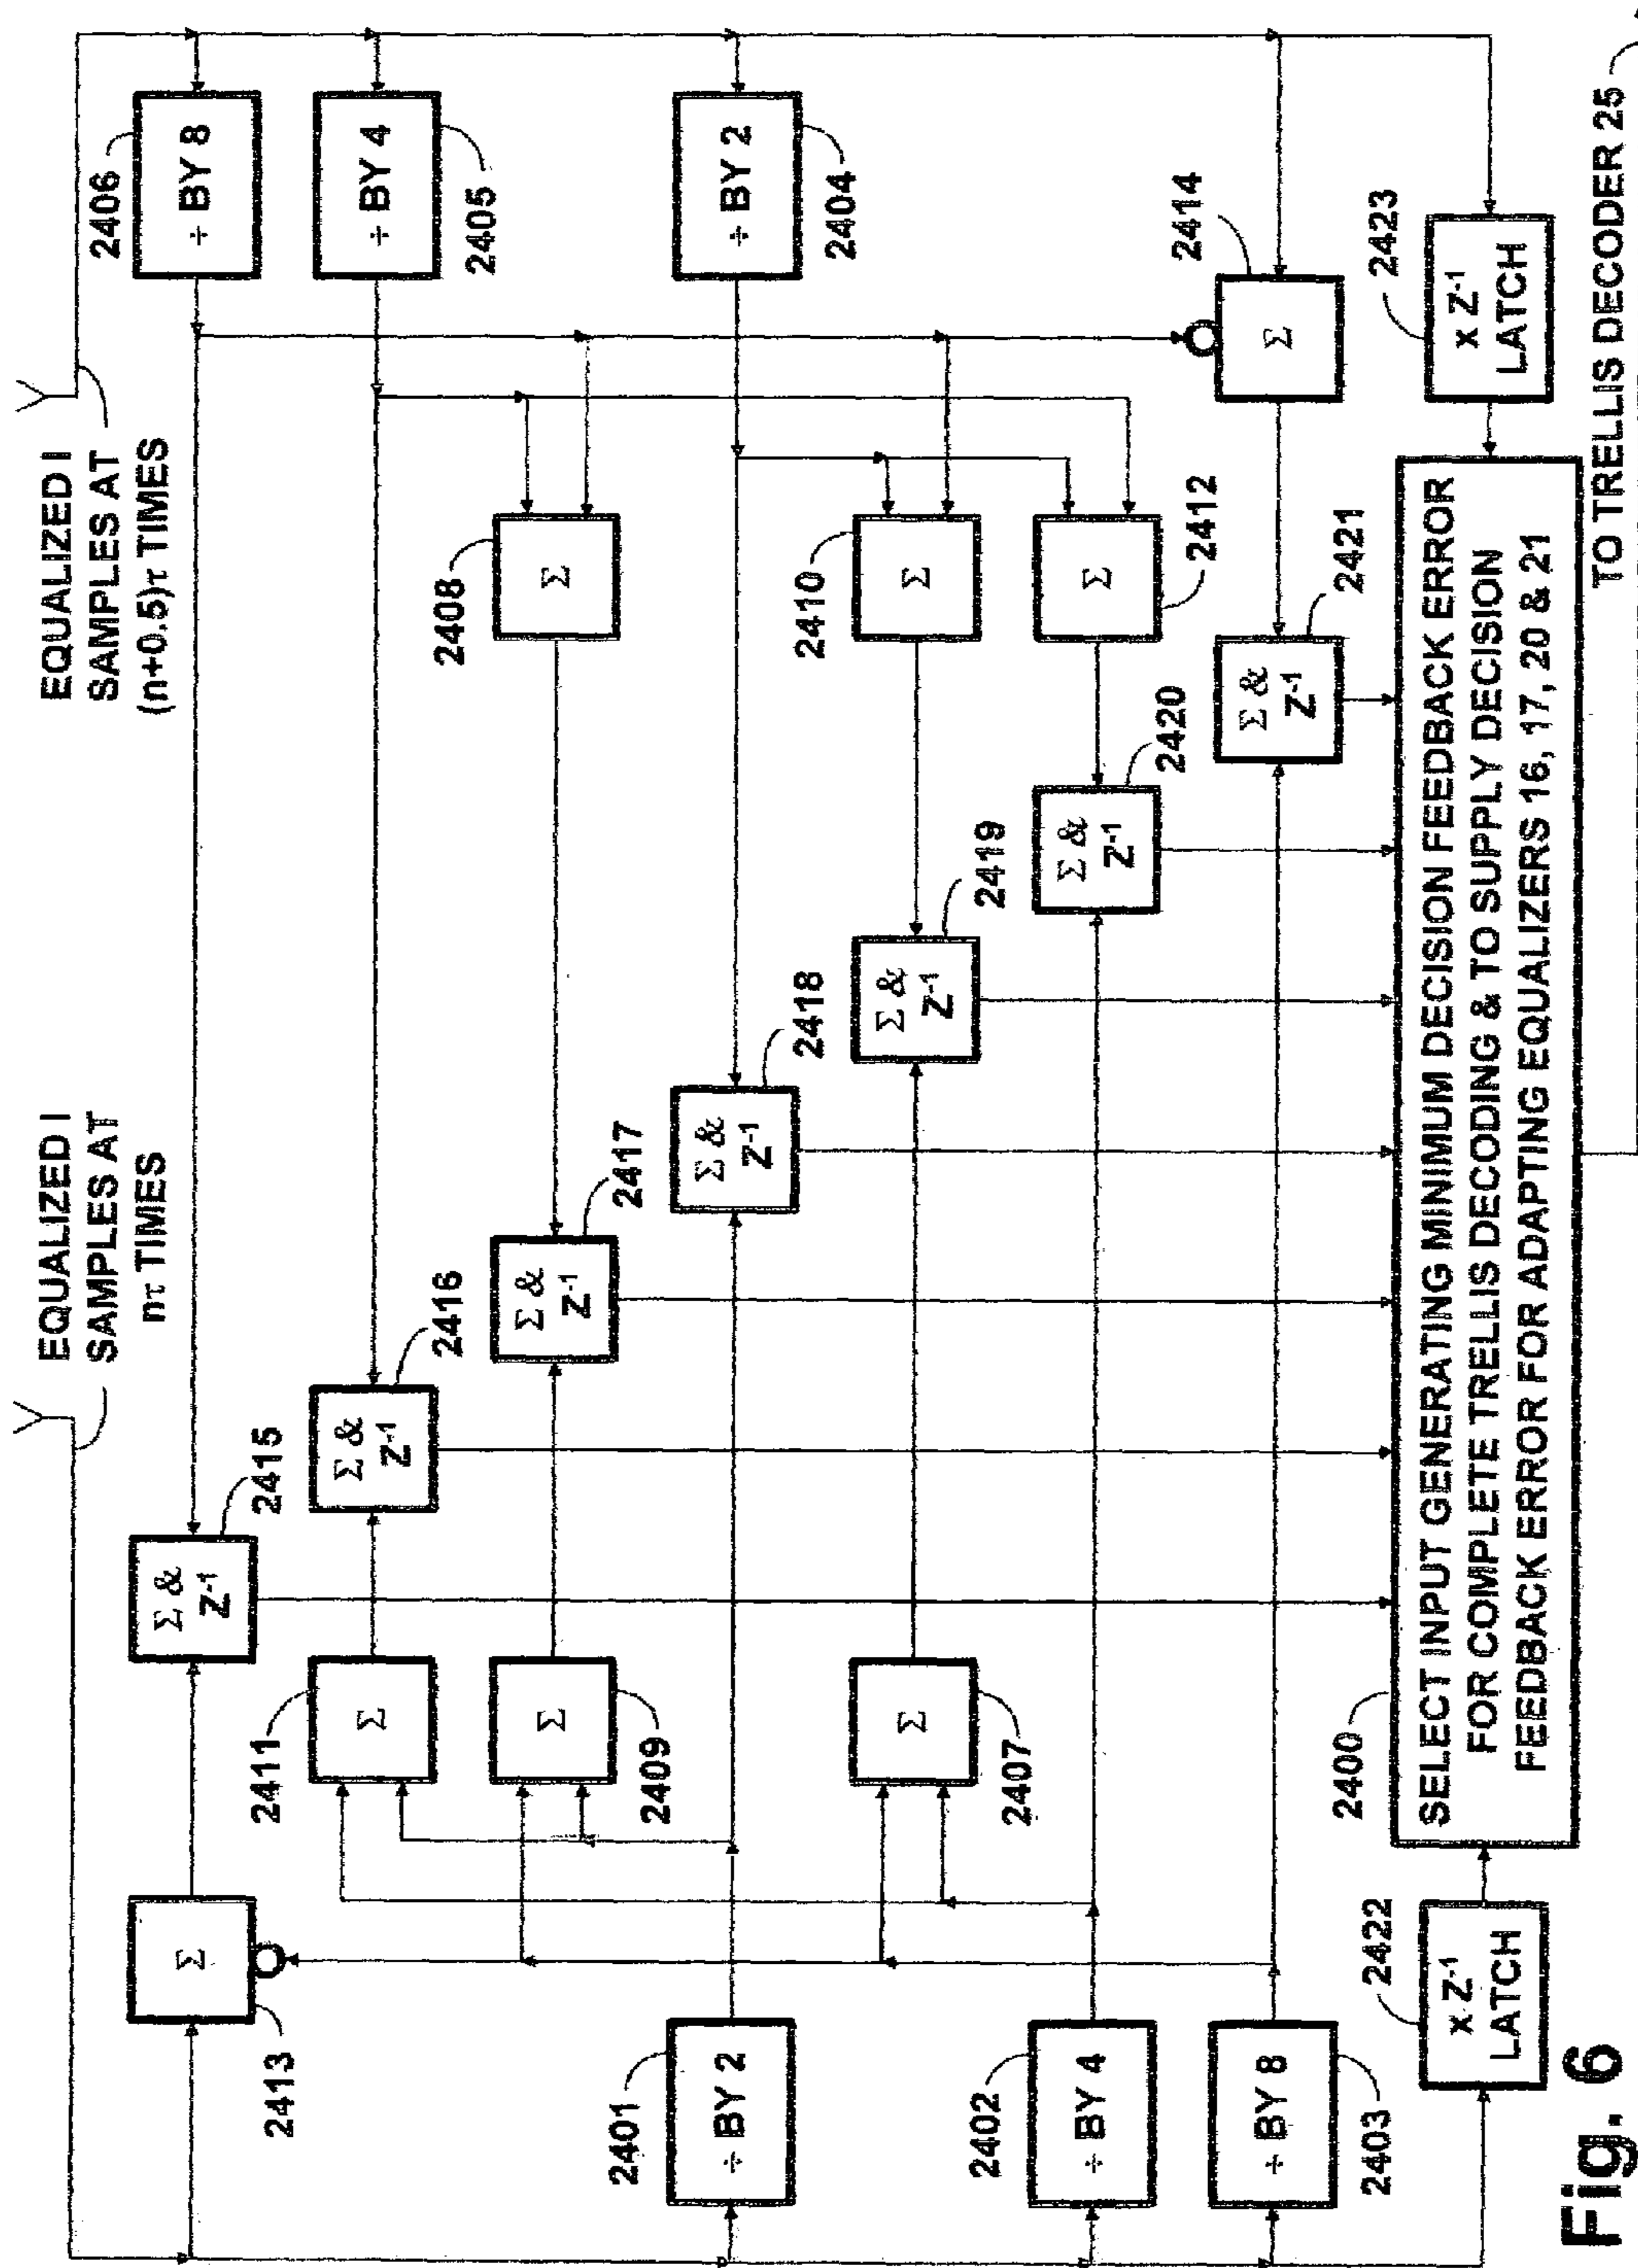 EQUALIZED I
SAMPLES AT
nτ TIMES
EQUALIZED I
SAMPLES AT
(n+0.5)τ TIMES
2413
Σ
2415
Σ &
Z-1
2406
÷ BY 8
2411
Σ
2416
Σ &
Z-1
÷ BY 4
2405
2409
Σ
2417
Σ &
Z-1
2408
Σ
2401
÷ BY 2
2418
Σ &
Z-1
÷ BY 2
2404
2407
Σ
2419
Σ &
Z-1
2410
Σ
2402
÷ BY 4
2420
Σ &
Z-1
Σ
2412
2403
÷ BY 8
2421
Σ &
Z-1
2414
Σ
2422
x Z-1
LATCH
2400
SELECT INPUT GENERATING MINIMUM DECISION FEEDBACK ERROR
FOR COMPLETE TRELLIS DECODING & TO SUPPLY DECISION
FEEDBACK ERROR FOR ADAPTING EQUALIZERS 16, 17, 20 & 21
2423
x Z-1
LATCH
TO TRELLIS DECODER 25
Fig. 6